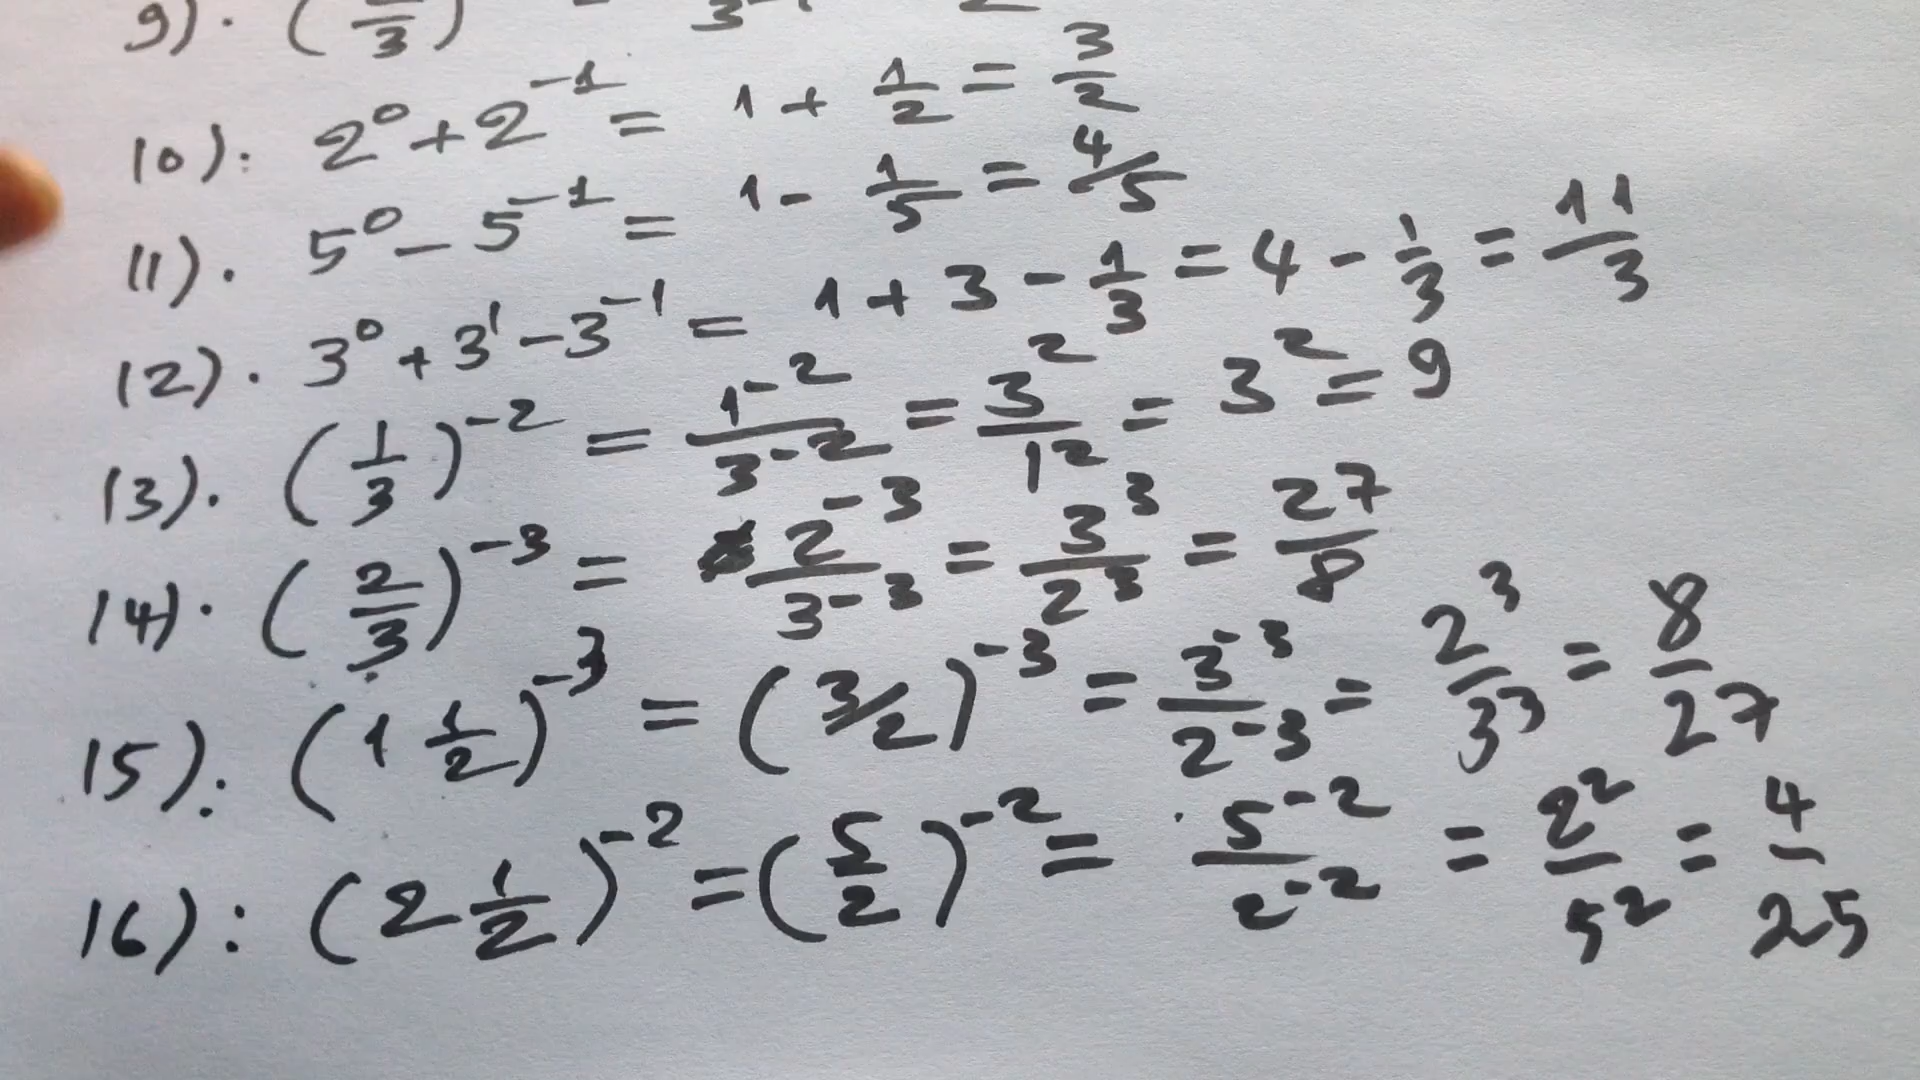 10): 2⁰ + 2⁻¹ = 1 + 1/2 = 3/2
11). 5⁰ - 5⁻¹ = 1 - 1/5 = 4/5
12). 3⁰ + 3¹ - 3⁻¹ = 1 + 3 - 1/3 = 4 - 1/3 = 11/3
13). (1/3)⁻² = 1⁻²/3⁻² = 3²/1² = 3² = 9
14). (2/3)⁻³ = 2⁻³/3⁻³ = 3³/2³ = 27/8
15): (1 1/2)⁻³ = (3/2)⁻³ = 3⁻³/2⁻³ = 2³/3³ = 8/27
16): (2 1/2)⁻² = (5/2)⁻² = 5⁻²/2⁻² = 2²/5² = 4/25